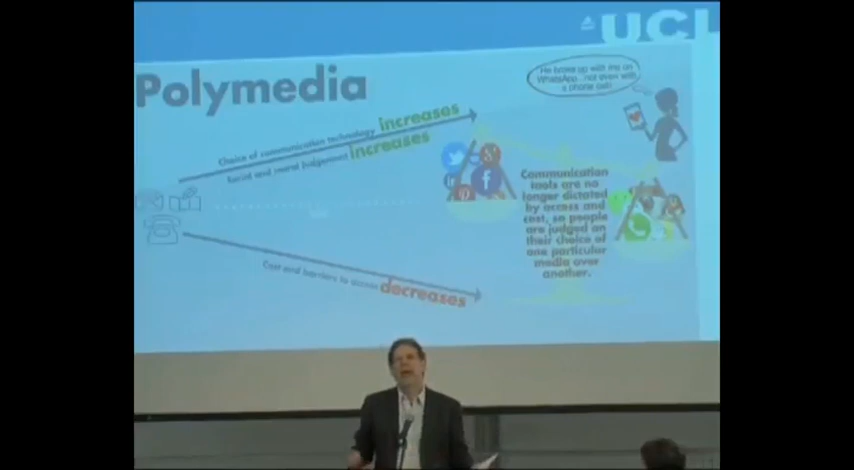 UCL
Polymedia
He broke up with me on
WhatsApp...not even with
a phone call!
Choice of communication technology increases
Social and moral judgement increases
Communication
tools are no
longer dictated
by access and
cost, so people
are judged on
their choice of
one particular
media over
another.
Cost and barriers to access decreases